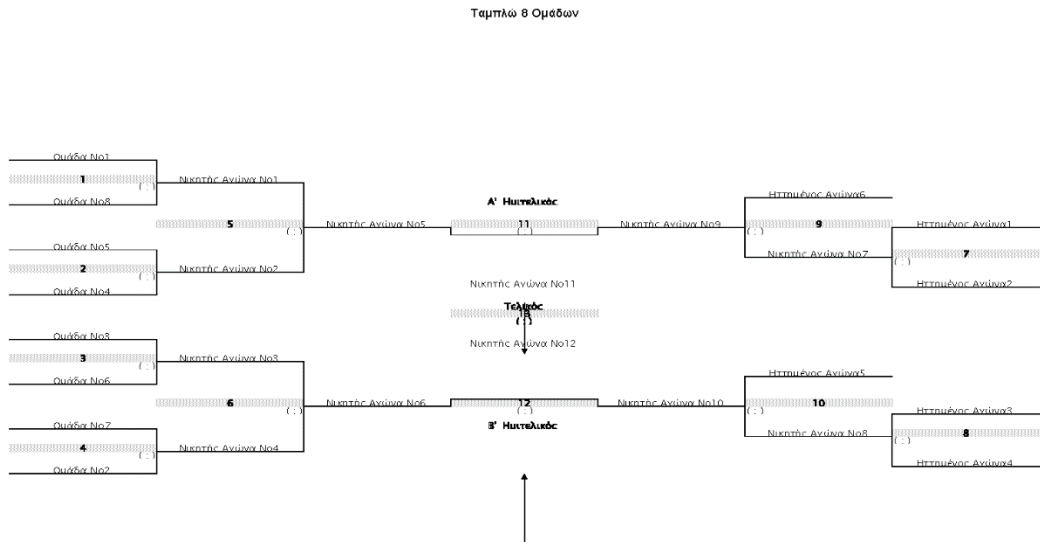 Ταμπλώ 8 Ομάδων
Ομάδα Νο1
1
( : )
Ομάδα Νο8
Νικητής Αγώνα Νο1
5
( : )
Ομάδα Νο5
2
( : )
Ομάδα Νο4
Νικητής Αγώνα Νο2
Νικητής Αγώνα Νο5
Ομάδα Νο3
3
( : )
Ομάδα Νο6
Νικητής Αγώνα Νο3
6
( : )
Ομάδα Νο7
4
( : )
Ομάδα Νο2
Νικητής Αγώνα Νο4
Νικητής Αγώνα Νο6
Α' Ημιτελικός
11
( : )
Νικητής Αγώνα Νο11
Τελικός
13
( : )
Νικητής Αγώνα Νο12
12
( : )
Β' Ημιτελικός
Νικητής Αγώνα Νο9
Ηττημένος Αγώνα6
9
( : )
Νικητής Αγώνα Νο7
Ηττημένος Αγώνα1
7
( : )
Ηττημένος Αγώνα2
Νικητής Αγώνα Νο10
Ηττημένος Αγώνα5
10
( : )
Νικητής Αγώνα Νο8
Ηττημένος Αγώνα3
8
( : )
Ηττημένος Αγώνα4